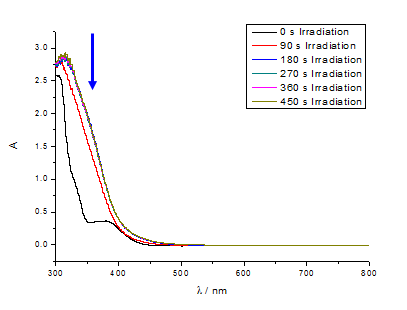 0 s Irradiation
90 s Irradiation
180 s Irradiation
270 s Irradiation
360 s Irradiation
450 s Irradiation
3.0
2.5
2.0
1.5
1.0
0.5
0.0
A
300 400 500 600 700 800
λ / nm